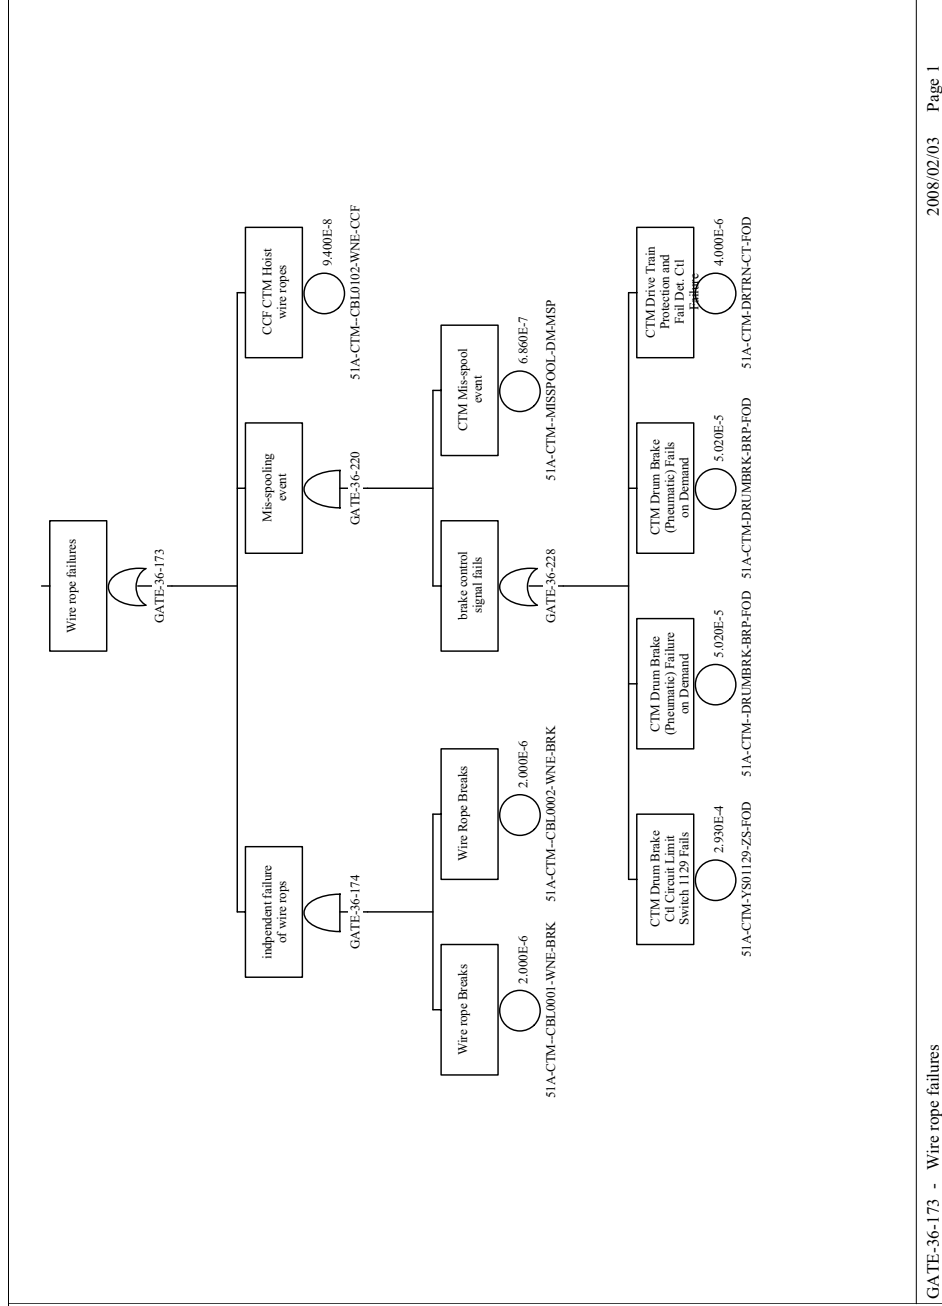 Wire rope failures
GATE-36-173
indpendent failure
of wire rops
GATE-36-174
Mis-spooling
event
GATE-36-220
CCF CTM Hoist
wire ropes
9.400E-8
51A-CTM--CBL0102-WNE-CCF
Wire rope Breaks
2.000E-6
51A-CTM--CBL0001-WNE-BRK
Wire Rope Breaks
2.000E-6
51A-CTM--CBL0002-WNE-BRK
brake control
signal fails
GATE-36-228
CTM Mis-spool
event
6.860E-7
51A-CTM--MISSPOOL-DM-MSP
CTM Drum Brake
Ctl Circuit Limit
Switch 1129 Fails
2.930E-4
51A-CTM-YS01129-ZS-FOD
CTM Drum Brake
(Pneumatic) Failure
on Demand
5.020E-5
51A-CTM--DRUMBRK-BRP-FOD
CTM Drum Brake
(Pneumatic) Fails
on Demand
5.020E-5
51A-CTM-DRUMBRK-BRP-FOD
CTM Drive Train
Protection and
Fail Det. Ctl
Failure
4.000E-6
51A-CTM-DRTRN-CT-FOD
GATE-36-173 - Wire rope failures
2008/02/03 Page 1